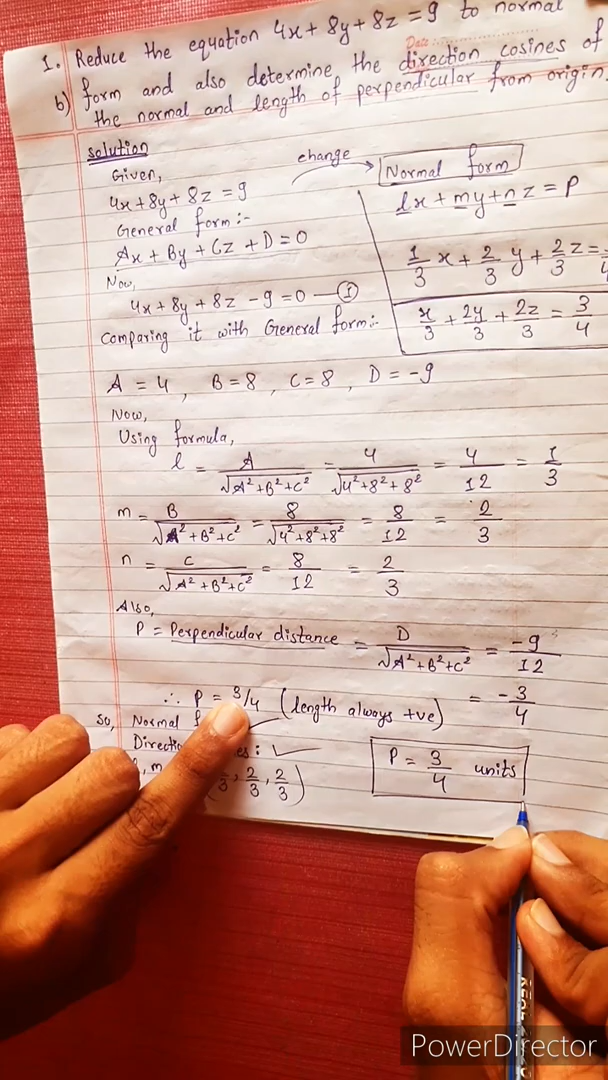 1. Reduce the equation 4x + 8y + 8z = 9 to normal
Date
b) form and also determine the direction cosines of
the normal and length of perpendicular from origin.
solution
Given,
4x + 8y + 8z = 9
General form:-
Ax + By + Cz + D = 0
Now,
4x + 8y + 8z - 9 = 0 — (I)
Comparing it with General form:-
change → Normal form
lx + my + nz = P
1/3 x + 2/3 y + 2/3 z =
x/3 + 2y/3 + 2z/3 = 3/4
A = 4 , B = 8 , C = 8 , D = -9
Now,
Using formula,
l = A/√A²+B²+C² = 4/√4²+8²+8² = 4/12 = 1/3
m = B/√A²+B²+C² = 8/√4²+8²+8² = 8/12 = 2/3
n = C/√A²+B²+C² = 8/12 = 2/3
Also,
P = Perpendicular distance = D/√A²+B²+C² = -9/12
= -3/4
∴ P = 3/4 (length always +ve)
so, Normal
: ✓
, 2/3, 2/3)
P = 3/4 units
PowerDirector